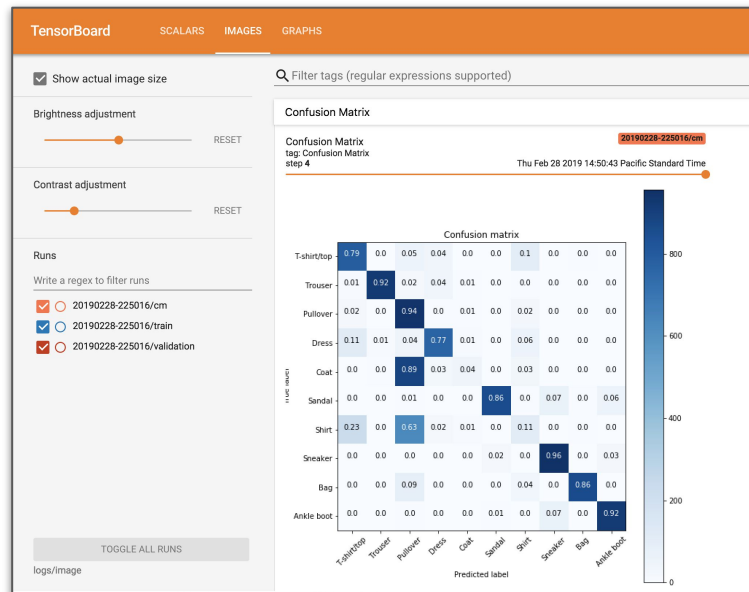 TensorBoard SCALARS IMAGES GRAPHS
Show actual image size
Brightness adjustment
RESET
Contrast adjustment
RESET
Runs
Write a regex to filter runs
20190228-225016/cm
20190228-225016/train
20190228-225016/validation
TOGGLE ALL RUNS
logs/image
Filter tags (regular expressions supported)
Confusion Matrix
Confusion Matrix 20190228-225016/cm
tag: Confusion Matrix
step 4 Thu Feb 28 2019 14:50:43 Pacific Standard Time
Confusion matrix
T-shirt/top 0.79 0.0 0.05 0.04 0.0 0.0 0.1 0.0 0.0 0.0
Trouser 0.01 0.92 0.02 0.04 0.01 0.0 0.0 0.0 0.0 0.0
Pullover 0.02 0.0 0.94 0.0 0.01 0.0 0.02 0.0 0.0 0.0
Dress 0.11 0.01 0.04 0.77 0.01 0.0 0.06 0.0 0.0 0.0
Coat 0.0 0.0 0.89 0.03 0.04 0.0 0.03 0.0 0.0 0.0
Sandal 0.0 0.0 0.01 0.0 0.0 0.86 0.0 0.07 0.0 0.06
Shirt 0.23 0.0 0.63 0.02 0.01 0.0 0.11 0.0 0.0 0.0
Sneaker 0.0 0.0 0.0 0.0 0.0 0.02 0.0 0.96 0.0 0.03
Bag 0.0 0.0 0.09 0.0 0.0 0.0 0.04 0.0 0.86 0.0
Ankle boot 0.0 0.0 0.0 0.0 0.0 0.01 0.0 0.07 0.0 0.92
T-shirt/top Trouser Pullover Dress Coat Sandal Shirt Sneaker Bag Ankle boot
Predicted label
800
600
400
200
0